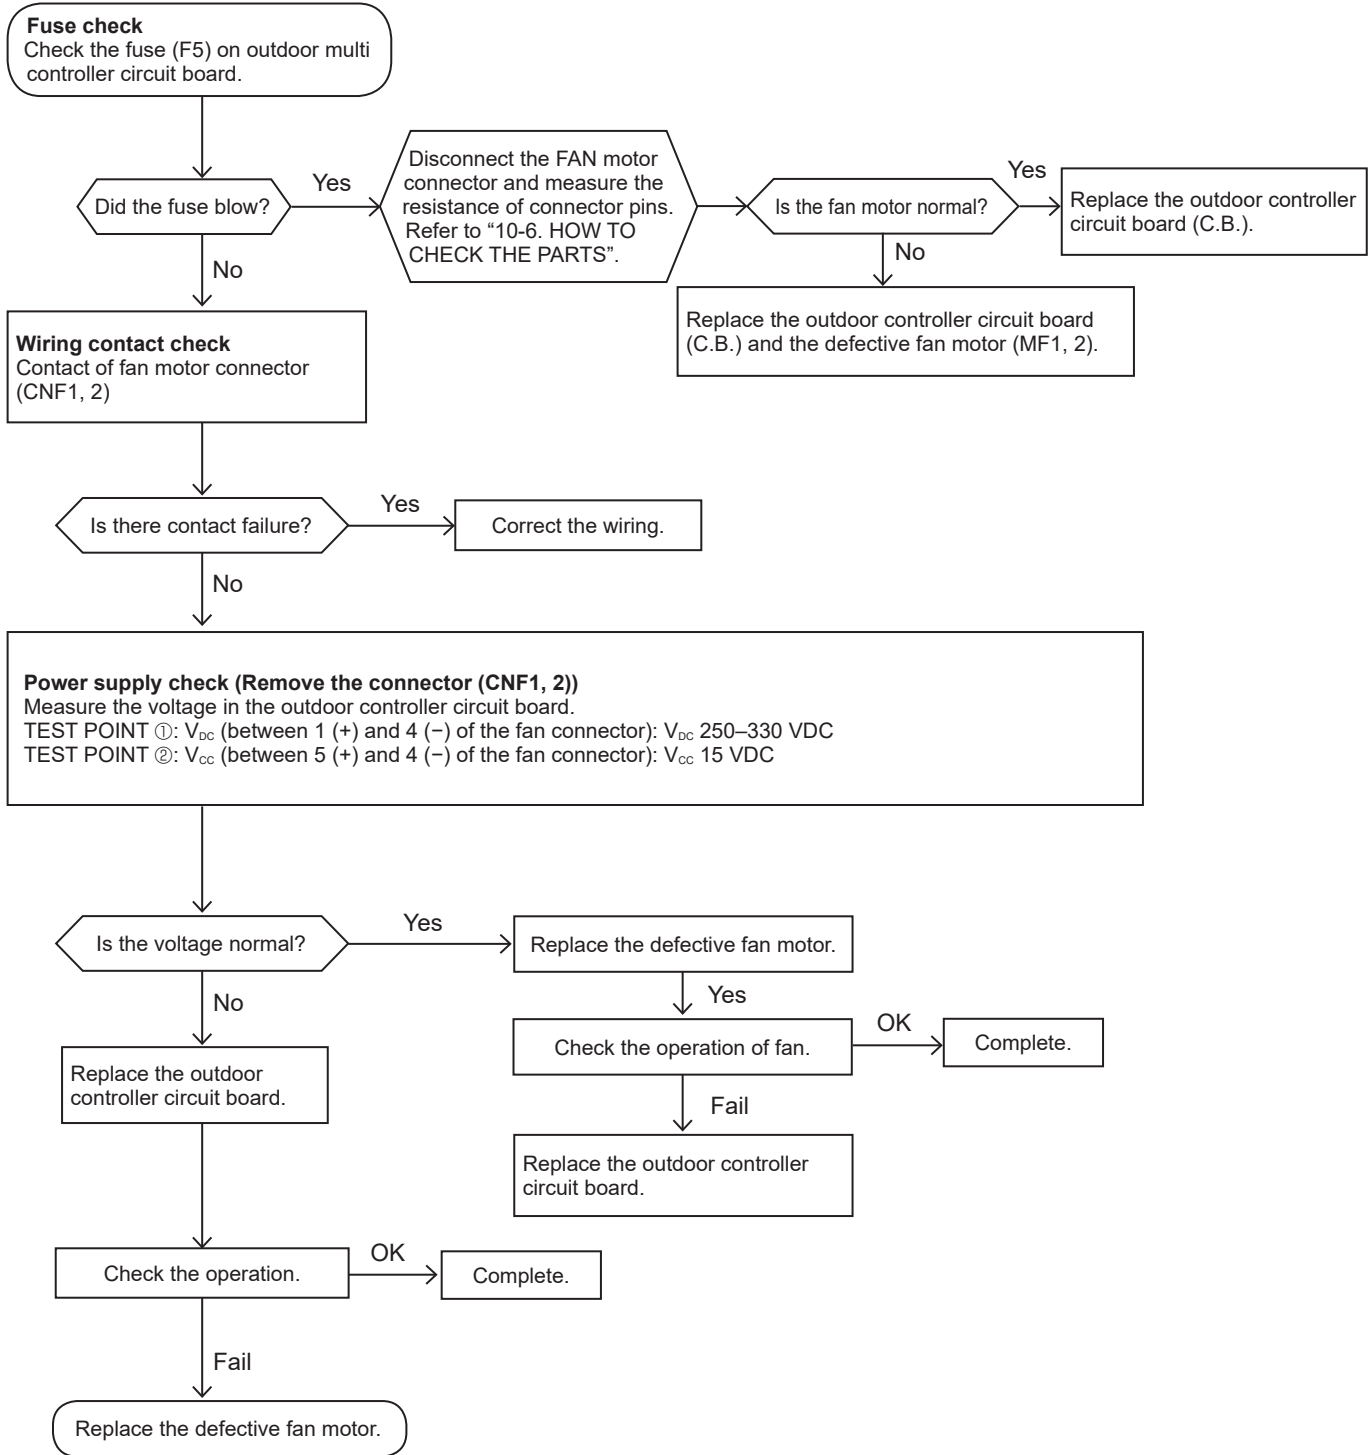 Fuse check
Check the fuse (F5) on outdoor multi
controller circuit board.
Did the fuse blow?
Yes
Disconnect the FAN motor
connector and measure the
resistance of connector pins.
Refer to “10-6. HOW TO
CHECK THE PARTS”.
Is the fan motor normal?
Yes
Replace the outdoor controller
circuit board (C.B.).
No
Replace the outdoor controller circuit board
(C.B.) and the defective fan motor (MF1, 2).
No
Wiring contact check
Contact of fan motor connector
(CNF1, 2)
Is there contact failure?
Yes
Correct the wiring.
No
Power supply check (Remove the connector (CNF1, 2))
Measure the voltage in the outdoor controller circuit board.
TEST POINT ①: VDC (between 1 (+) and 4 (−) of the fan connector): VDC 250–330 VDC
TEST POINT ②: VCC (between 5 (+) and 4 (−) of the fan connector): VCC 15 VDC
Is the voltage normal?
Yes
Replace the defective fan motor.
Yes
Check the operation of fan.
OK
Complete.
Fail
Replace the outdoor controller
circuit board.
No
Replace the outdoor
controller circuit board.
Check the operation.
OK
Complete.
Fail
Replace the defective fan motor.